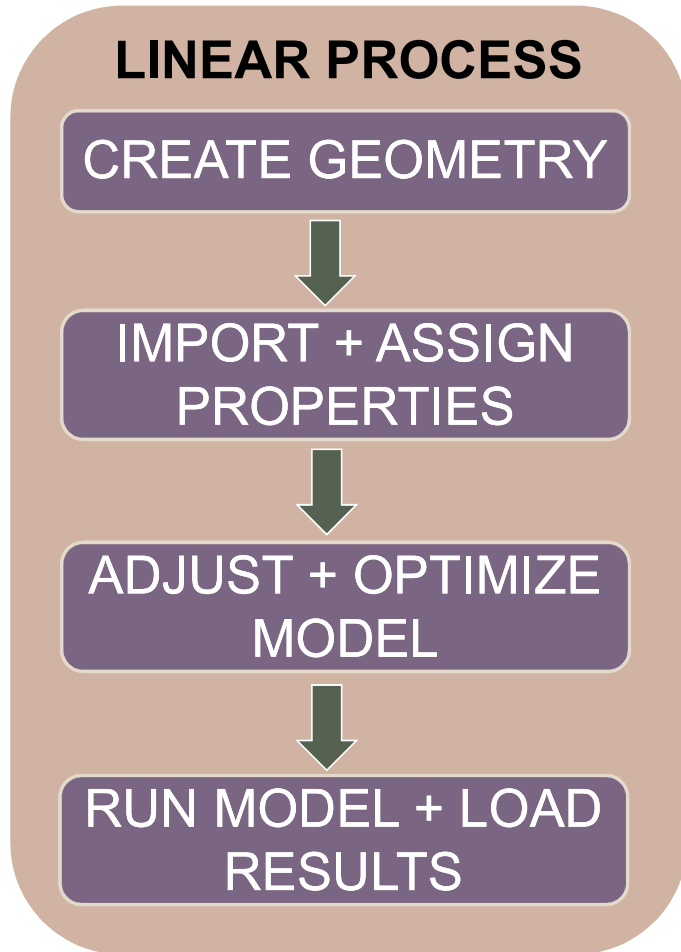 LINEAR PROCESS
CREATE GEOMETRY
IMPORT + ASSIGN
PROPERTIES
ADJUST + OPTIMIZE
MODEL
RUN MODEL + LOAD
RESULTS